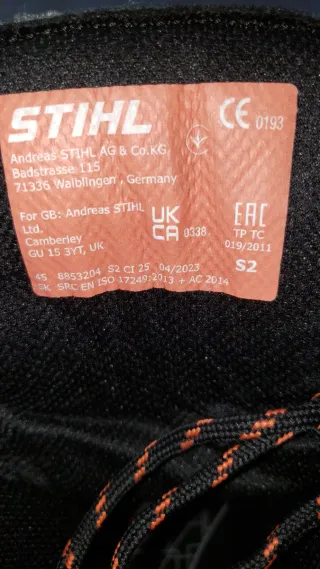 STIHL
CE 0193
Andreas STIHL AG & Co.KG
Badstrasse 115
71336 Waiblingen , Germany
For GB: Andreas STIHL
Ltd.
Camberley
GU 15 3YT, UK
UK
CA 0338
EAC
TP TC
019/2011
S2
45 8853204 S2 CI 25 04/2023
SRC EN ISO 17249:2013 + AC 2014